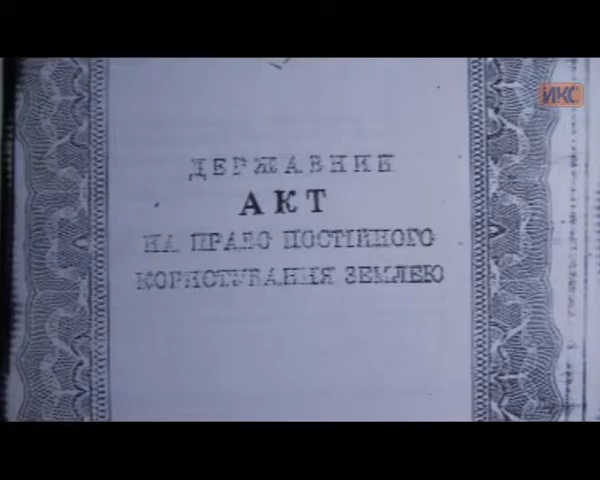 ИКС
ДЕРЖАВНИЙ
АКТ
НА ПРАВО ПОСТІЙНОГО
КОРИСТУВАННЯ ЗЕМЛЕЮ